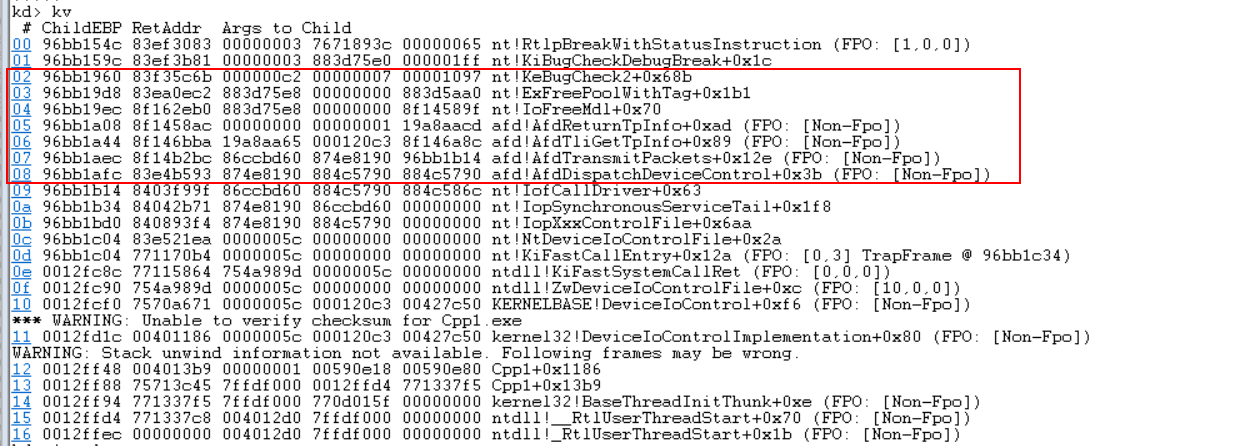 kd> kv
 # ChildEBP RetAddr  Args to Child
00 96bb154c 83ef3083 00000003 7671893c 00000065 nt!RtlpBreakWithStatusInstruction (FPO: [1,0,0])
01 96bb159c 83ef3b81 00000003 883d75e0 000001ff nt!KiBugCheckDebugBreak+0x1c
02 96bb1960 83f35c6b 000000c2 00000007 00001097 nt!KeBugCheck2+0x68b
03 96bb19d8 83ea0ec2 883d75e8 00000000 883d5aa0 nt!ExFreePoolWithTag+0x1b1
04 96bb19ec 8f162eb0 883d75e8 00000000 8f14589f nt!IoFreeMdl+0x70
05 96bb1a08 8f1458ac 00000000 00000001 19a8aacd afd!AfdReturnTpInfo+0xad (FPO: [Non-Fpo])
06 96bb1a44 8f146bba 19a8aa65 000120c3 8f146a8c afd!AfdTliGetTpInfo+0x89 (FPO: [Non-Fpo])
07 96bb1aec 8f14b2bc 86ccbd60 874e8190 96bb1b14 afd!AfdTransmitPackets+0x12e (FPO: [Non-Fpo])
08 96bb1afc 83e4b593 874e8190 884c5790 884c5790 afd!AfdDispatchDeviceControl+0x3b (FPO: [Non-Fpo])
09 96bb1b14 8403f99f 86ccbd60 874e8190 884c586c nt!IofCallDriver+0x63
0a 96bb1b34 84042b71 874e8190 86ccbd60 00000000 nt!IopSynchronousServiceTail+0x1f8
0b 96bb1bd0 840893f4 874e8190 884c5790 00000000 nt!IopXxxControlFile+0x6aa
0c 96bb1c04 83e521ea 0000005c 00000000 00000000 nt!NtDeviceIoControlFile+0x2a
0d 96bb1c04 771170b4 0000005c 00000000 00000000 nt!KiFastCallEntry+0x12a (FPO: [0,3] TrapFrame @ 96bb1c34)
0e 0012fc8c 77115864 754a989d 0000005c 00000000 ntdll!KiFastSystemCallRet (FPO: [0,0,0])
0f 0012fc90 754a989d 0000005c 00000000 00000000 ntdll!ZwDeviceIoControlFile+0xc (FPO: [10,0,0])
10 0012fcf0 7570a671 0000005c 000120c3 00427c50 KERNELBASE!DeviceIoControl+0xf6 (FPO: [Non-Fpo])
*** WARNING: Unable to verify checksum for Cpp1.exe
11 0012fd1c 00401186 0000005c 000120c3 00427c50 kernel32!DeviceIoControlImplementation+0x80 (FPO: [Non-Fpo])
WARNING: Stack unwind information not available. Following frames may be wrong.
12 0012ff48 004013b9 00000001 00590e18 00590e80 Cpp1+0x1186
13 0012ff88 75713c45 7ffdf000 0012ffd4 771337f5 Cpp1+0x13b9
14 0012ff94 771337f5 7ffdf000 770d015f 00000000 kernel32!BaseThreadInitThunk+0xe (FPO: [Non-Fpo])
15 0012ffd4 771337c8 004012d0 7ffdf000 00000000 ntdll!__RtlUserThreadStart+0x70 (FPO: [Non-Fpo])
16 0012ffec 00000000 004012d0 7ffdf000 00000000 ntdll!_RtlUserThreadStart+0x1b (FPO: [Non-Fpo])